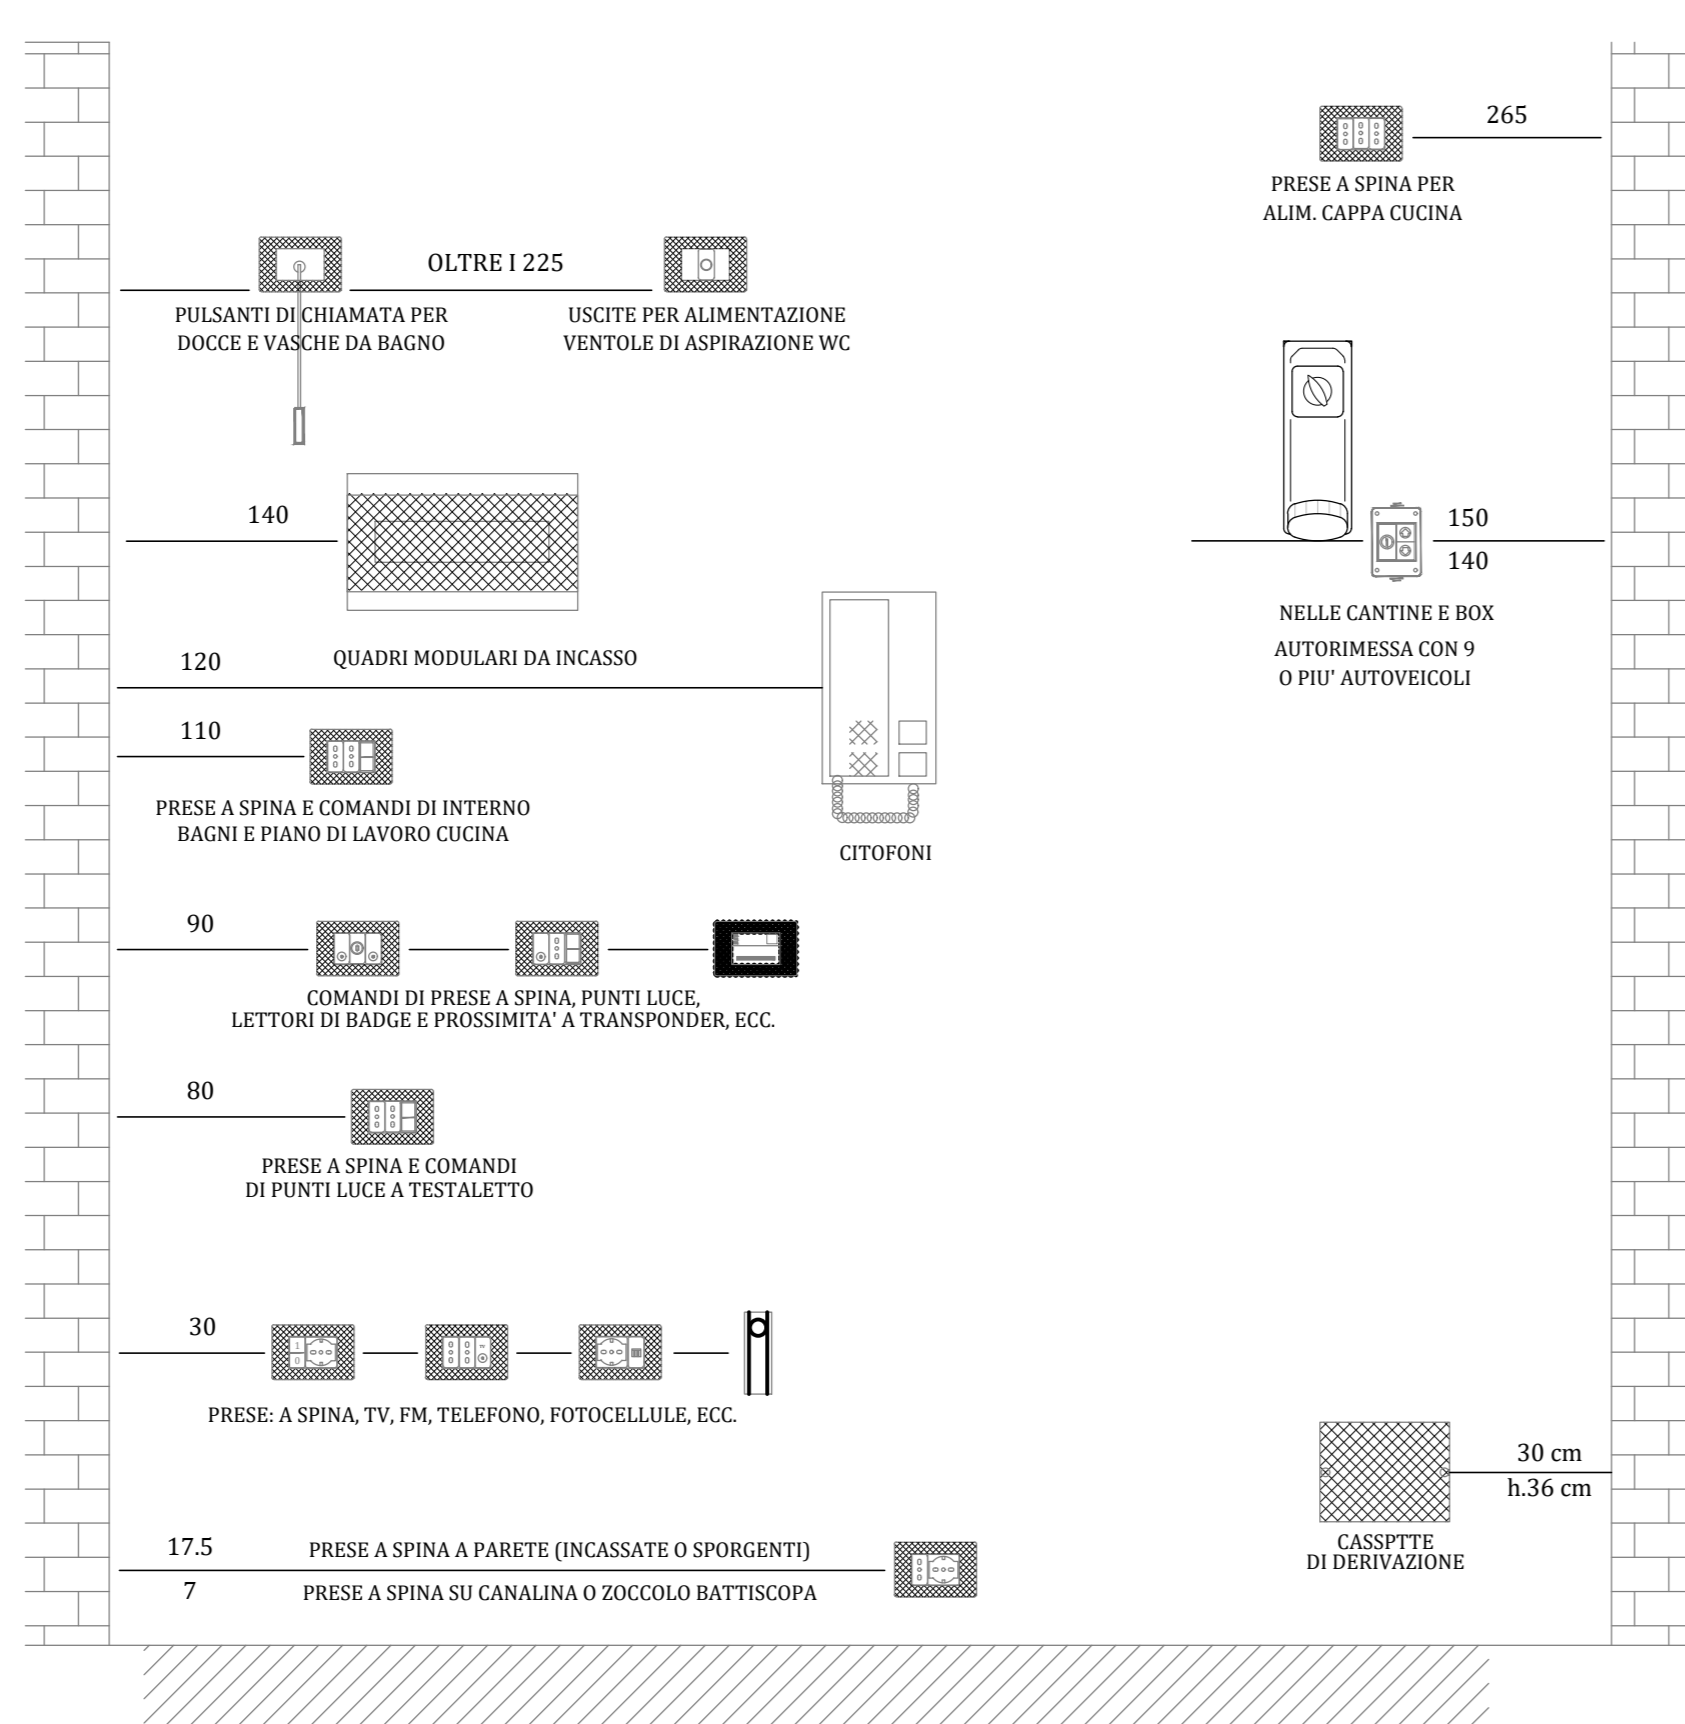 265
PRESE A SPINA PER
ALIM. CAPPA CUCINA
OLTRE I 225
PULSANTI DI CHIAMATA PER
DOCCE E VASCHE DA BAGNO
USCITE PER ALIMENTAZIONE
VENTOLE DI ASPIRAZIONE WC
140
QUADRI MODULARI DA INCASSO
150
140
NELLE CANTINE E BOX
AUTORIMESSA CON 9
O PIU' AUTOVEICOLI
120
CITOFONI
110
PRESE A SPINA E COMANDI DI INTERNO
BAGNI E PIANO DI LAVORO CUCINA
90
COMANDI DI PRESE A SPINA, PUNTI LUCE,
LETTORI DI BADGE E PROSSIMITA' A TRANSPONDER, ECC.
80
PRESE A SPINA E COMANDI
DI PUNTI LUCE A TESTALETTO
30
1
0
PRESE: A SPINA, TV, FM, TELEFONO, FOTOCELLULE, ECC.
30 cm
h.36 cm
CASSPTTE
DI DERIVAZIONE
17.5
PRESE A SPINA A PARETE (INCASSATE O SPORGENTI)
7
PRESE A SPINA SU CANALINA O ZOCCOLO BATTISCOPA